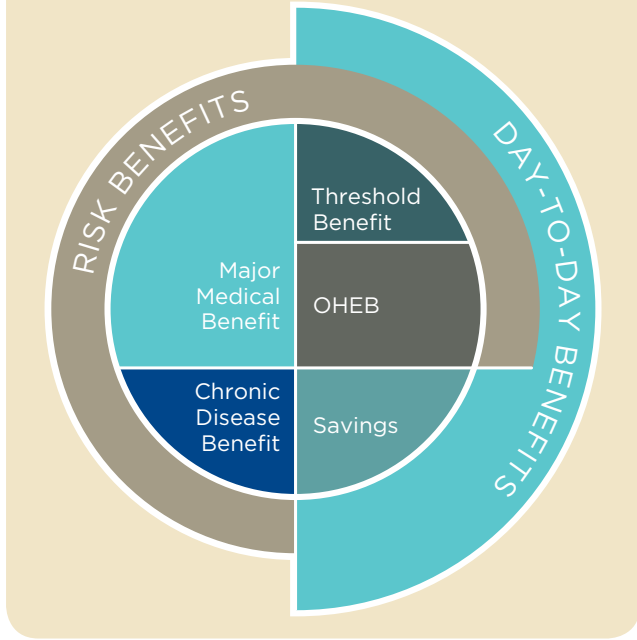 RISK BENEFITS
DAY-TO-DAY BENEFITS
Threshold
Benefit
Major
Medical
Benefit
OHEB
Chronic
Disease
Benefit
Savings